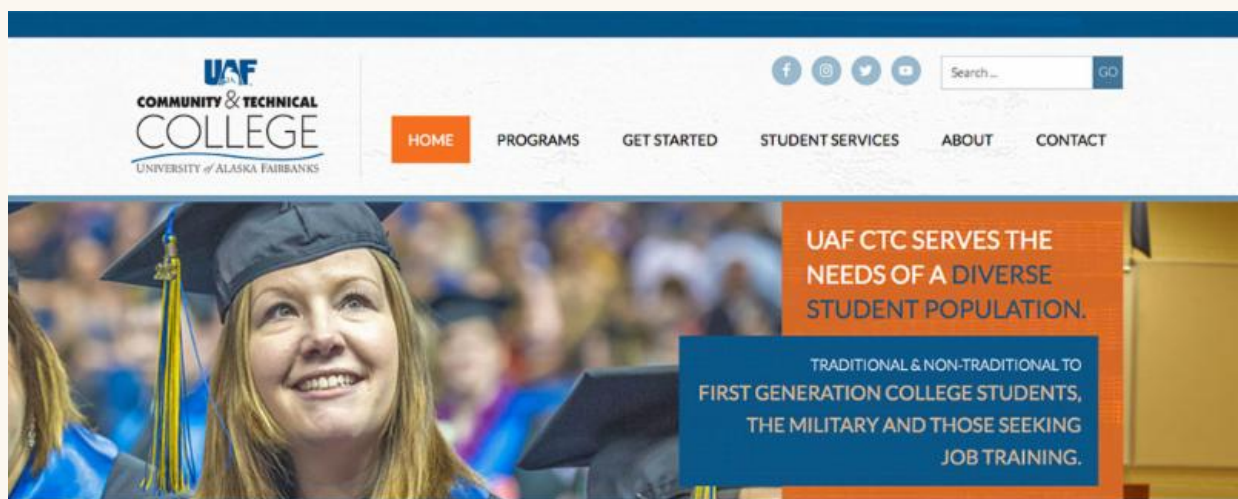 UAF
COMMUNITY & TECHNICAL
COLLEGE
UNIVERSITY of ALASKA FAIRBANKS
Search ...
GO
HOME
PROGRAMS
GET STARTED
STUDENT SERVICES
ABOUT
CONTACT
UAF CTC SERVES THE
NEEDS OF A DIVERSE
STUDENT POPULATION.
TRADITIONAL & NON-TRADITIONAL TO
FIRST GENERATION COLLEGE STUDENTS,
THE MILITARY AND THOSE SEEKING
JOB TRAINING.